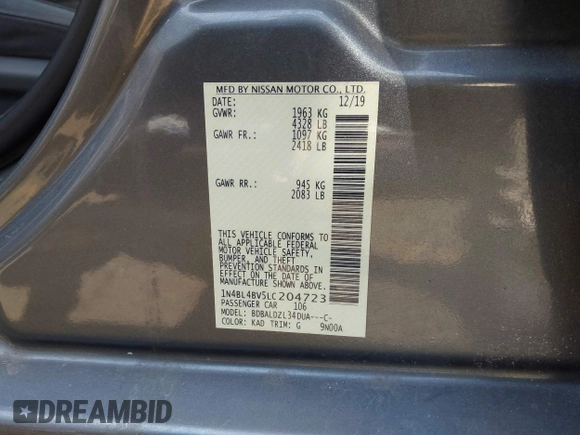 MFD BY NISSAN MOTOR CO., LTD.
DATE: 12/19
GVWR: 1963 KG
4328 LB
GAWR FR.: 1097 KG
2418 LB
GAWR RR.: 945 KG
2083 LB
THIS VEHICLE CONFORMS TO
ALL APPLICABLE FEDERAL
MOTOR VEHICLE SAFETY,
BUMPER, AND THEFT
PREVENTION STANDARDS IN
EFFECT ON THE DATE OF
MANUFACTURE SHOWN ABOVE.
1N4BL4BV5LC204723
PASSENGER CAR 106
MODEL: BDBALDZL34DUA---C-
COLOR: KAD TRIM: G 9N00A
DREAMBID